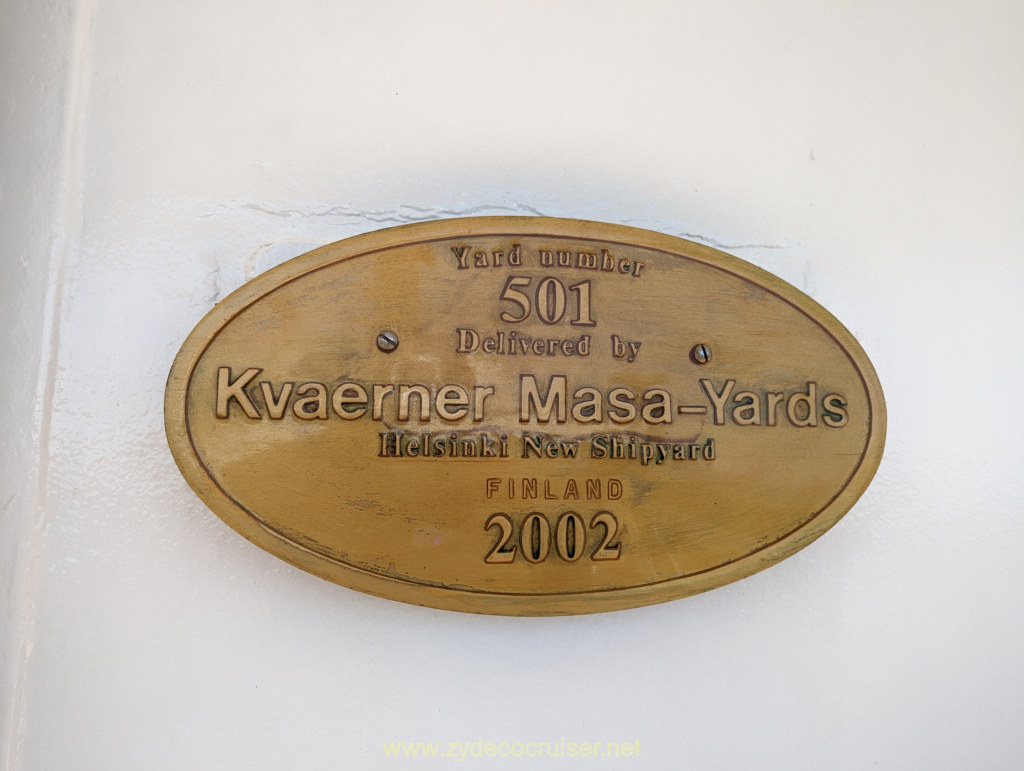 Yard number
501
Delivered by
Kvaerner Masa-Yards
Helsinki New Shipyard
FINLAND
2002
www.zydecocruiser.net